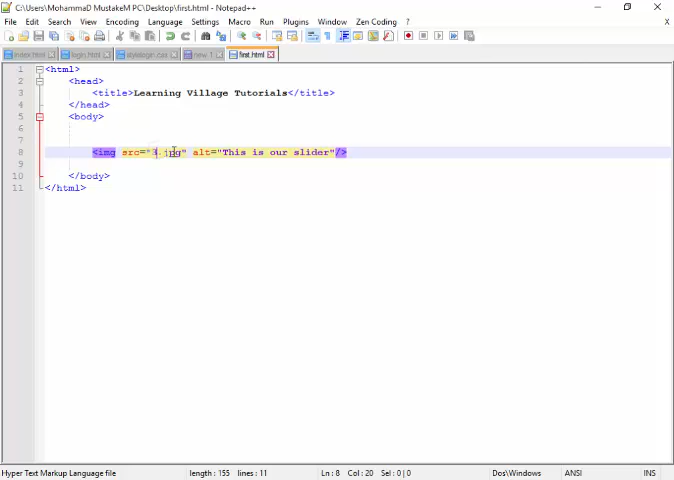 C:\Users\MohammaD MustakeM PC\Desktop\first.html - Notepad++
File Edit Search View Encoding Language Settings Macro Run Plugins Window Zen Coding ? X
index.html login.html stylelogin.css new 1 first.html
1 <html>
2 <head>
3 <title>Learning Village Tutorials</title>
4 </head>
5 <body>
6
7
8 <img src="3.jpg" alt="This is our slider"/>
9
10 </body>
11 </html>
Hyper Text Markup Language file length : 155 lines : 11 Ln : 8 Col : 20 Sel : 0 | 0 Dos\Windows ANSI INS